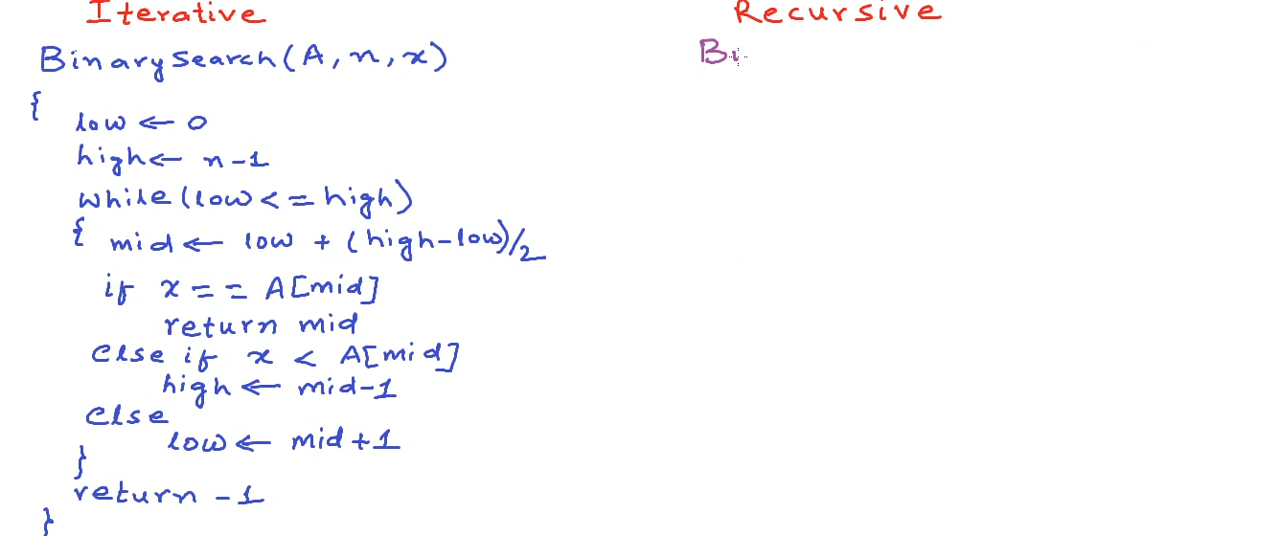 Iterative
Recursive
BinarySearch(A, n, x)
Bi
{
low ← 0
high ← n-1
while(low <= high)
{ mid ← low + (high-low)/2
if x == A[mid]
return mid
else if x < A[mid]
high ← mid-1
else
low ← mid+1
}
return -1
}